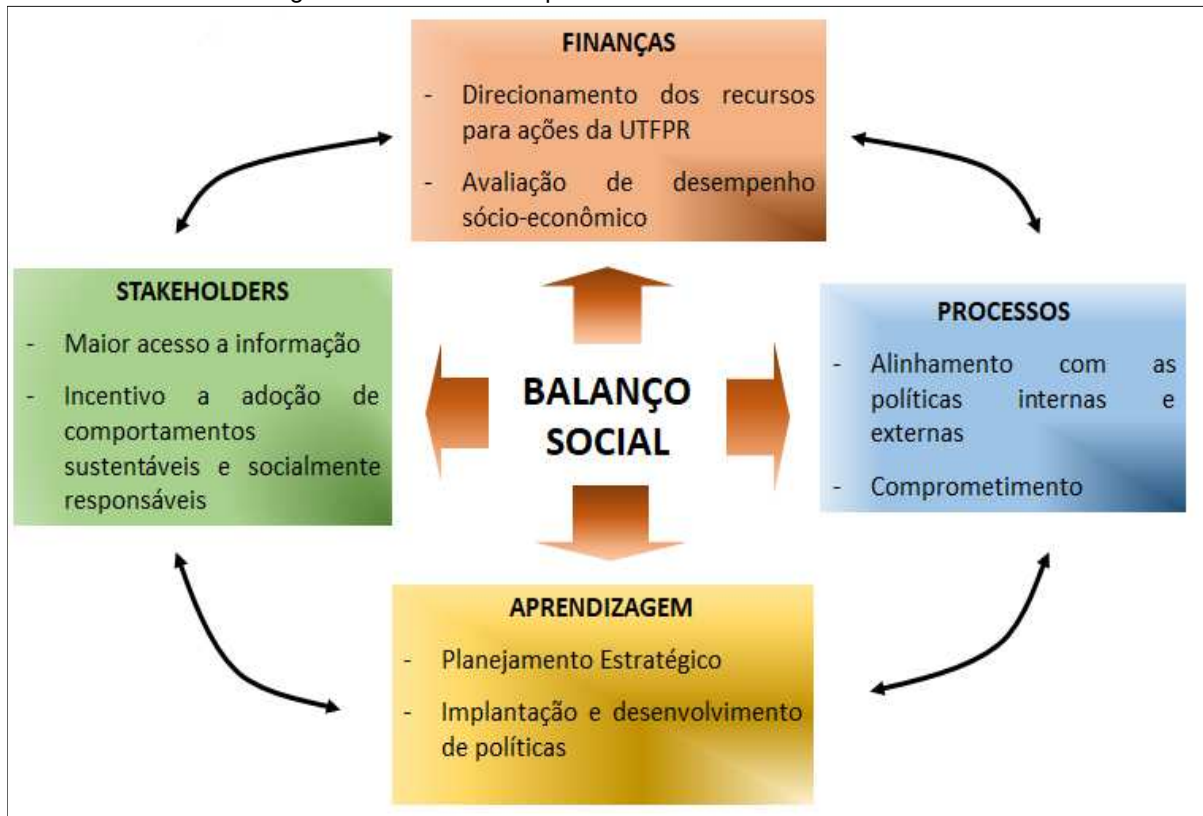 FINANÇAS
- Direcionamento dos recursos
para ações da UTFPR
- Avaliação de desempenho
sócio-econômico
STAKEHOLDERS
- Maior acesso a informação
- Incentivo a adoção de
comportamentos
sustentáveis e socialmente
responsáveis
BALANÇO
SOCIAL
PROCESSOS
- Alinhamento com as
políticas internas e
externas
- Comprometimento
APRENDIZAGEM
- Planejamento Estratégico
- Implantação e desenvolvimento
de políticas